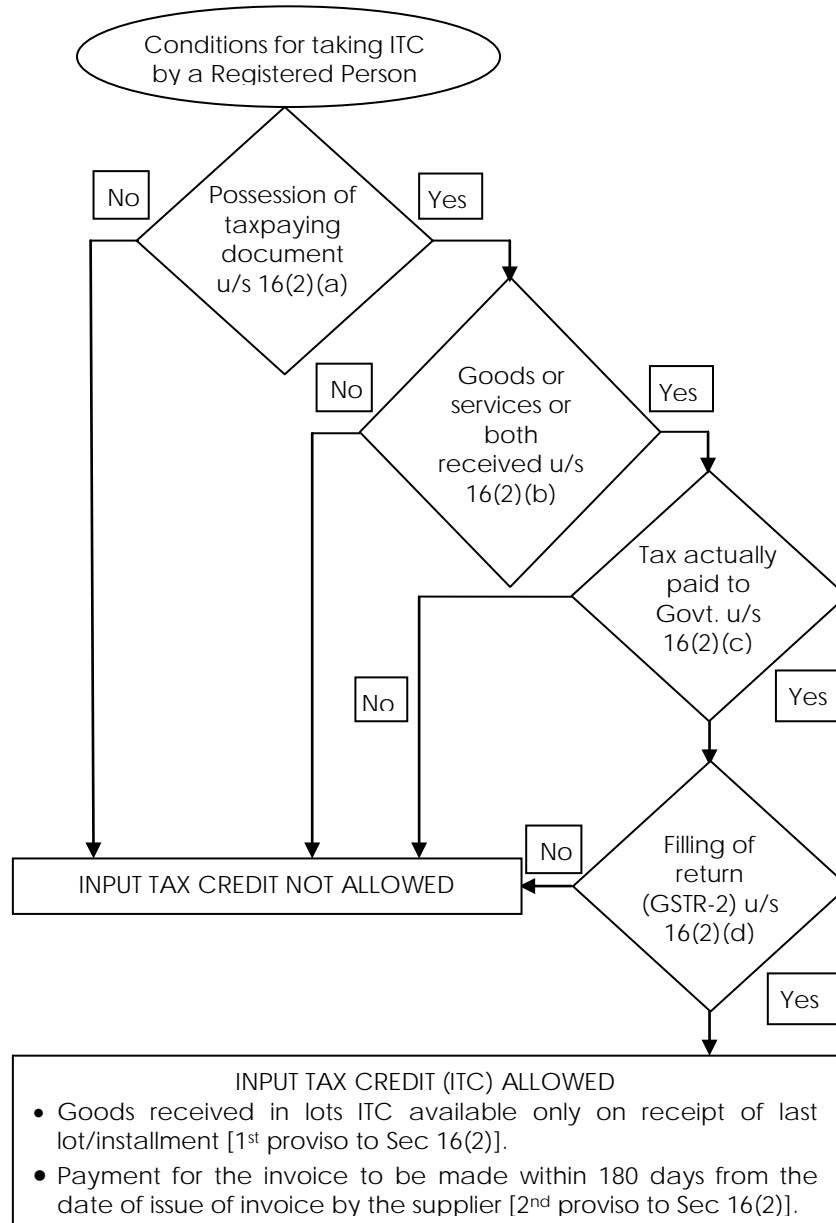 Conditions for taking ITC
by a Registered Person
No
Possession of
taxpaying
document
u/s 16(2)(a)
Yes
No
Goods or
services or
both
received u/s
16(2)(b)
Yes
Tax actually
paid to
Govt. u/s
16(2)(c)
No
Yes
No
Filling of
return
(GSTR-2) u/s
16(2)(d)
INPUT TAX CREDIT NOT ALLOWED
Yes
INPUT TAX CREDIT (ITC) ALLOWED
• Goods received in lots ITC available only on receipt of last
lot/installment [1st proviso to Sec 16(2)].
• Payment for the invoice to be made within 180 days from the
date of issue of invoice by the supplier [2nd proviso to Sec 16(2)].